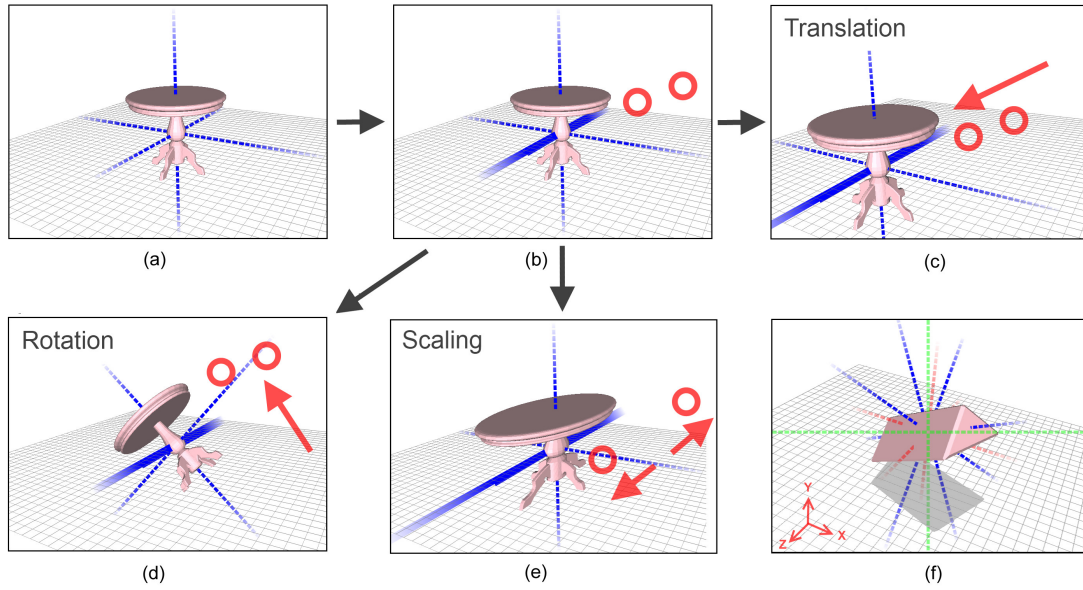 Translation
(a)
(b)
(c)
Rotation
Scaling
Y
Z
X
(d)
(e)
(f)